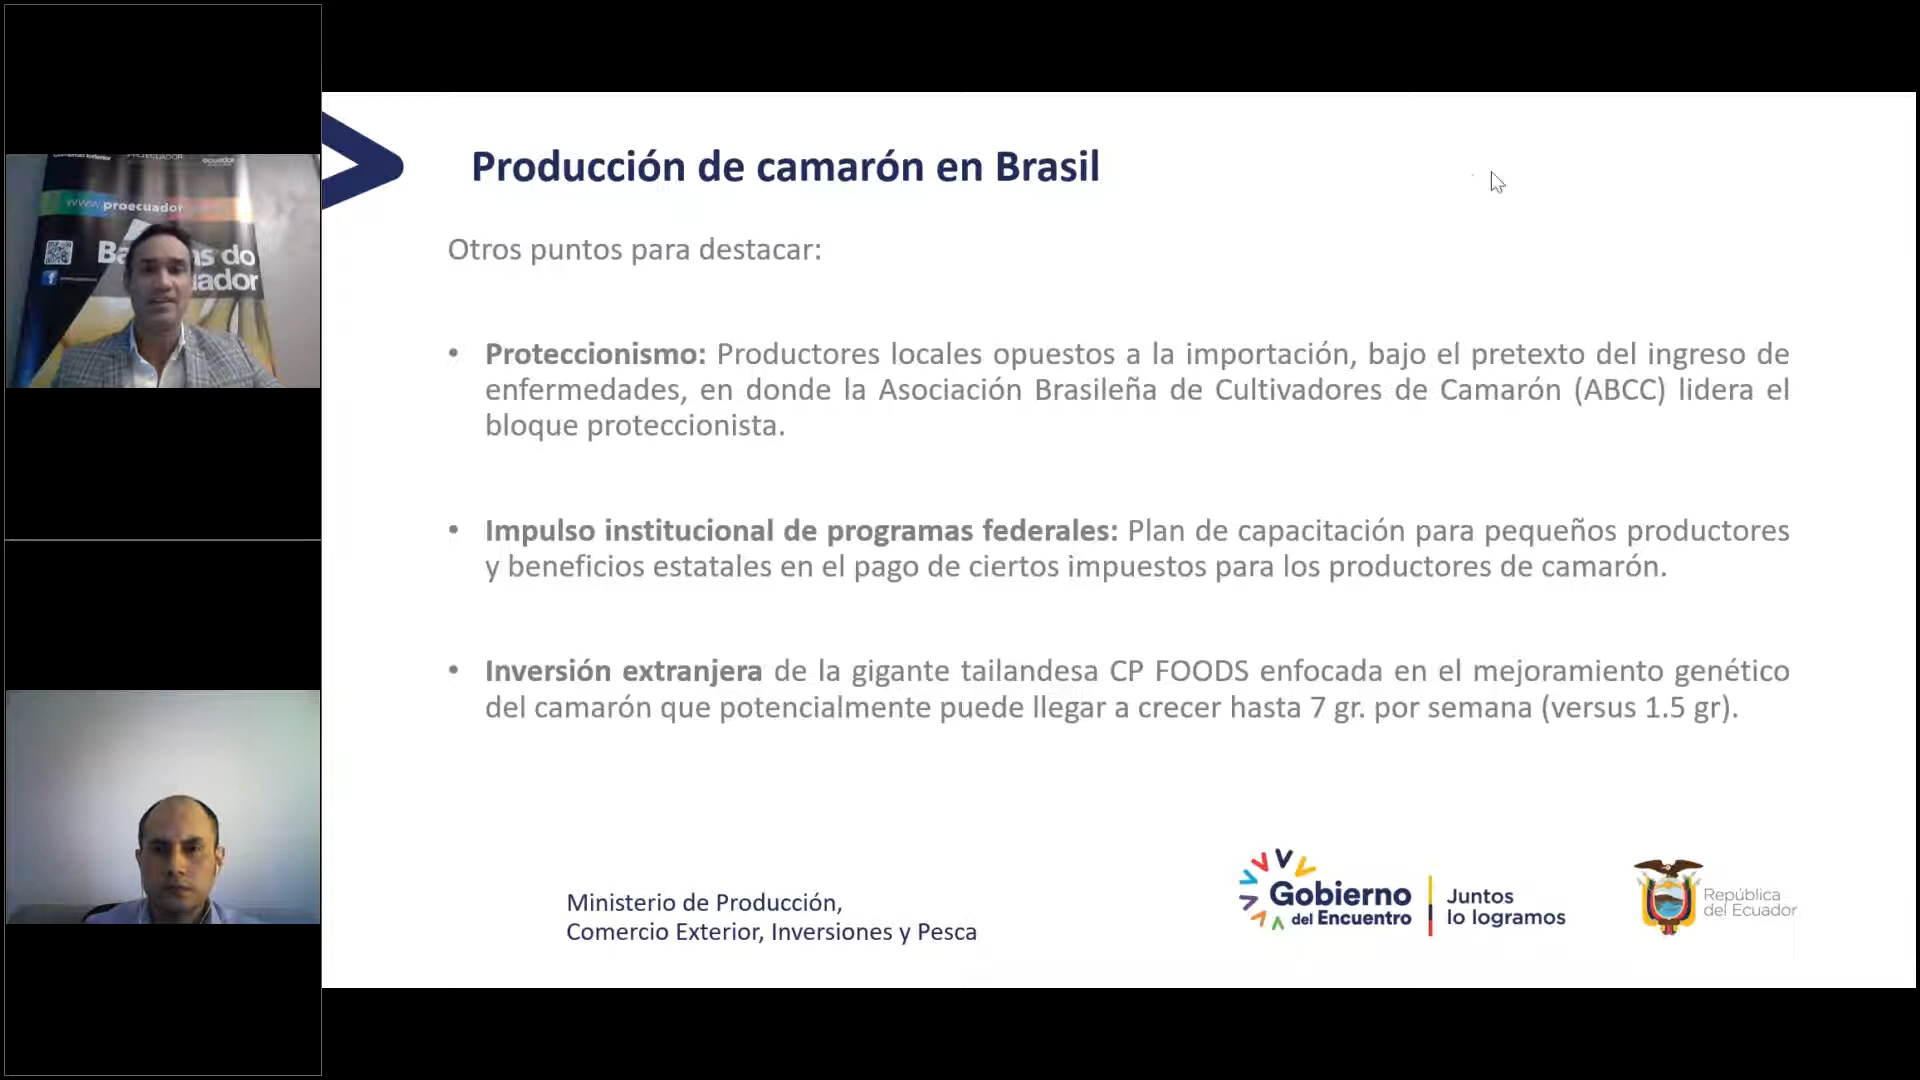 www.proecuador
Ba as do
uador
Producción de camarón en Brasil
Otros puntos para destacar:
• Proteccionismo: Productores locales opuestos a la importación, bajo el pretexto del ingreso de
enfermedades, en donde la Asociación Brasileña de Cultivadores de Camarón (ABCC) lidera el
bloque proteccionista.
• Impulso institucional de programas federales: Plan de capacitación para pequeños productores
y beneficios estatales en el pago de ciertos impuestos para los productores de camarón.
• Inversión extranjera de la gigante tailandesa CP FOODS enfocada en el mejoramiento genético
del camarón que potencialmente puede llegar a crecer hasta 7 gr. por semana (versus 1.5 gr).
Ministerio de Producción,
Comercio Exterior, Inversiones y Pesca
Gobierno
del Encuentro
Juntos
lo logramos
República
del Ecuador